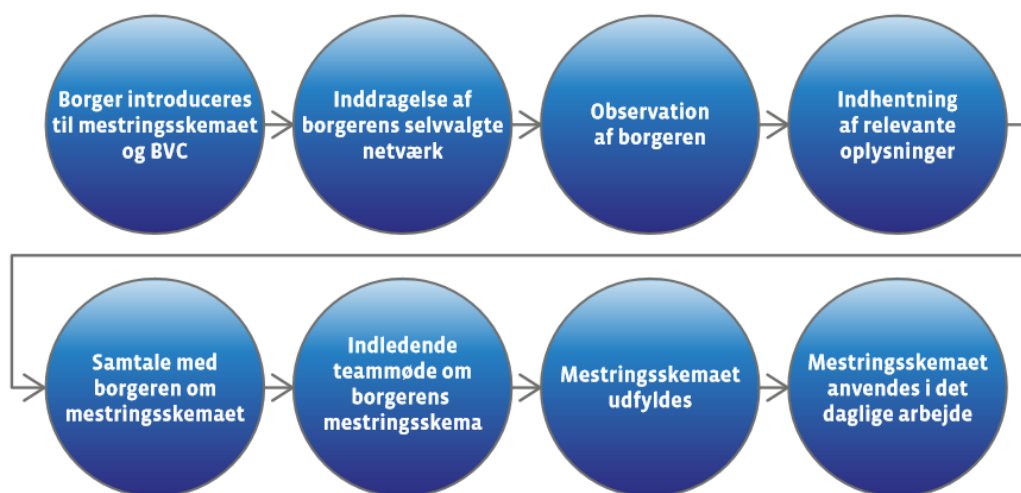 Borger introduceres
til mestringsskemaet
og BVC
Inddragelse af
borgerens selvvalgte
netværk
Observation
af borgeren
Indhentning
af relevante
oplysninger
Samtale med
borgeren om
mestringsskemaet
Indledende
teammøde om
borgerens
mestringsskema
Mestringsskemaet
udfyldes
Mestringsskemaet
anvendes i det
daglige arbejde